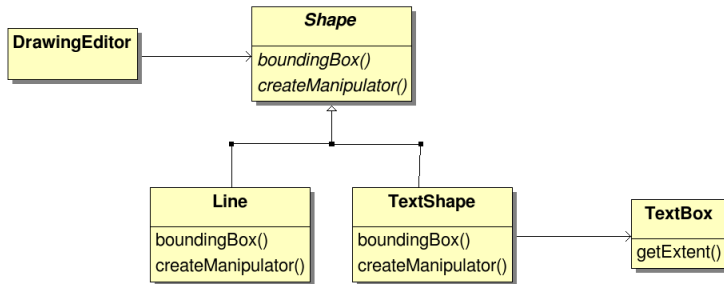 Shape
DrawingEditor
boundingBox()
createManipulator()
Line
boundingBox()
createManipulator()
TextShape
boundingBox()
createManipulator()
TextBox
getExtent()